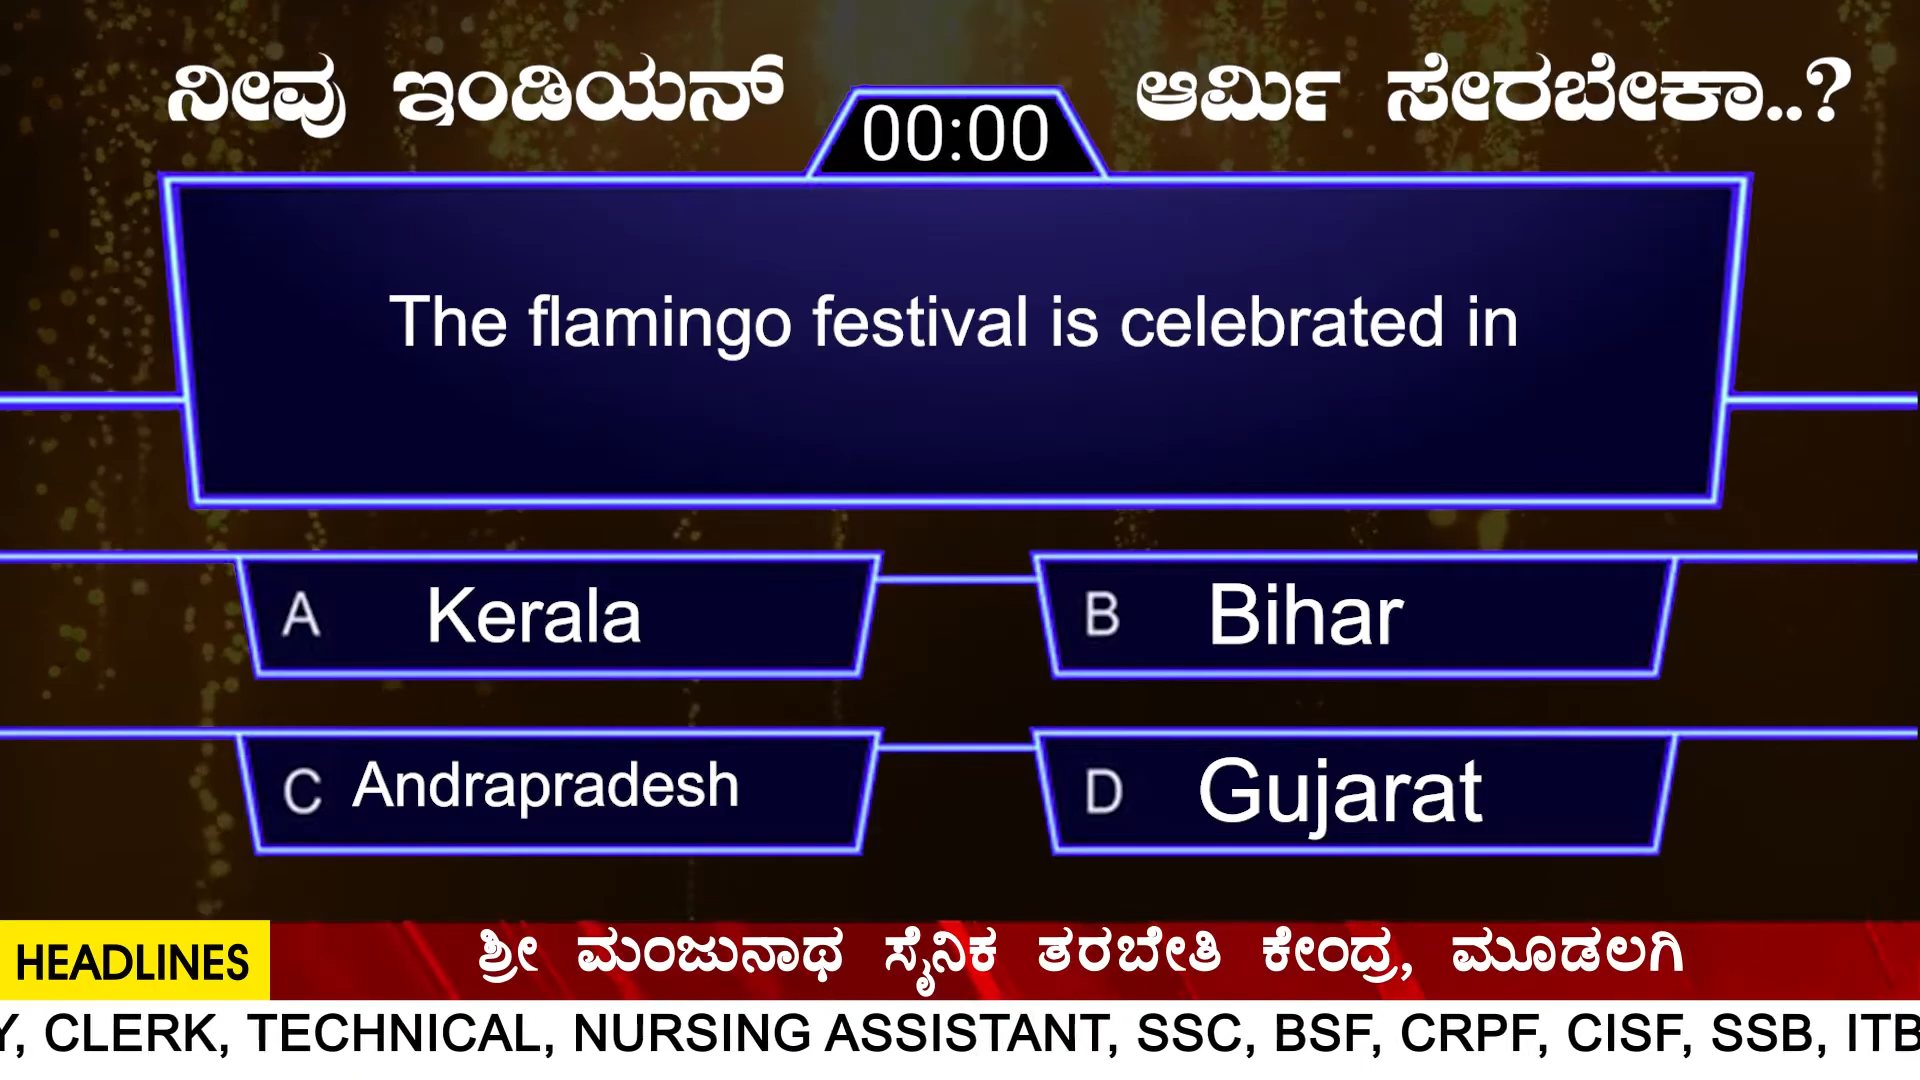 ನೀವು ಇಂಡಿಯನ್ ಆರ್ಮಿ ಸೇರಬೇಕಾ..?
00:00
The flamingo festival is celebrated in
A Kerala
B Bihar
C Andrapradesh
D Gujarat
HEADLINES
ಶ್ರೀ ಮಂಜುನಾಥ ಸೈನಿಕ ತರಬೇತಿ ಕೇಂದ್ರ, ಮೂಡಲಗಿ
Y, CLERK, TECHNICAL, NURSING ASSISTANT, SSC, BSF, CRPF, CISF, SSB, ITB